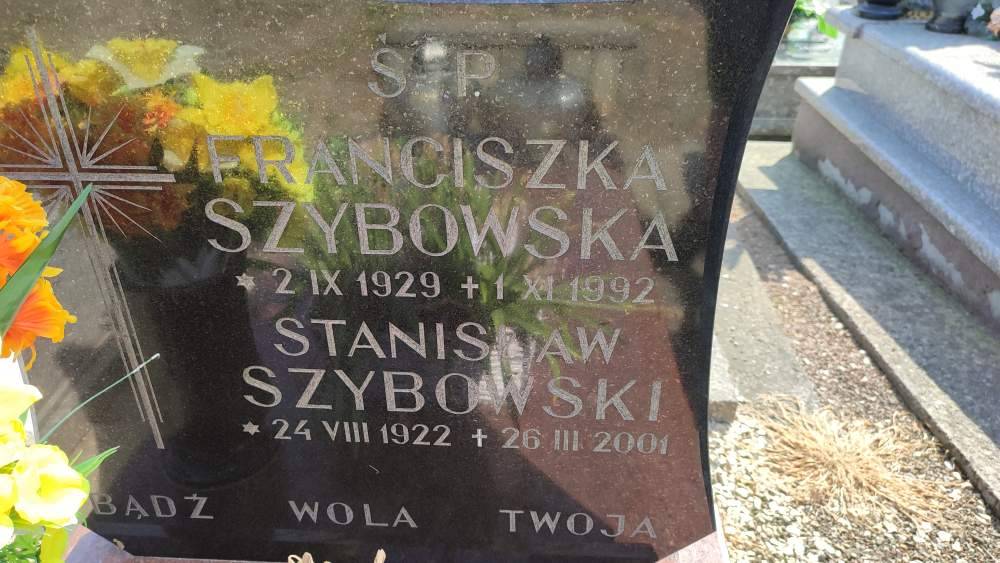 Ś P
FRANCISZKA
SZYBOWSKA
* 2 IX 1929 + 1 XI 1992
STANISŁAW
SZYBOWSKI
* 24 VIII 1922 + 26 III 2001
BĄDŹ WOLA TWOJA